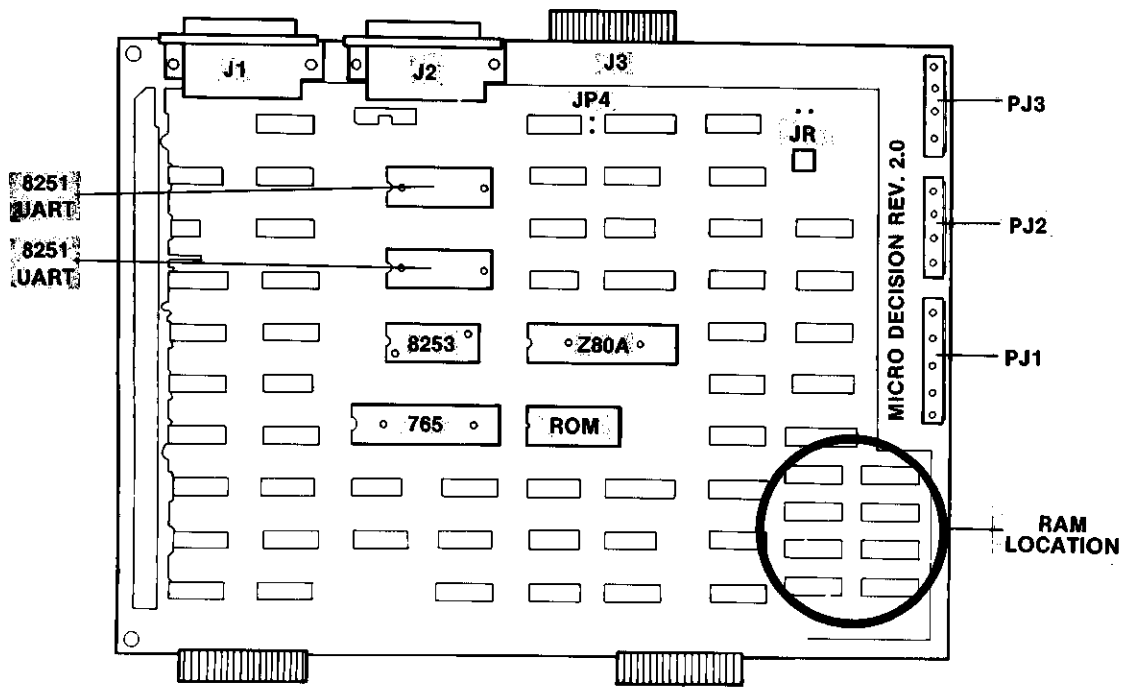 J1
J2
J3
JP4
JR
PJ3
8251
UART
PJ2
8251
UART
MICRO DECISION REV. 2.0
8253
Z80A
PJ1
765
ROM
RAM
LOCATION